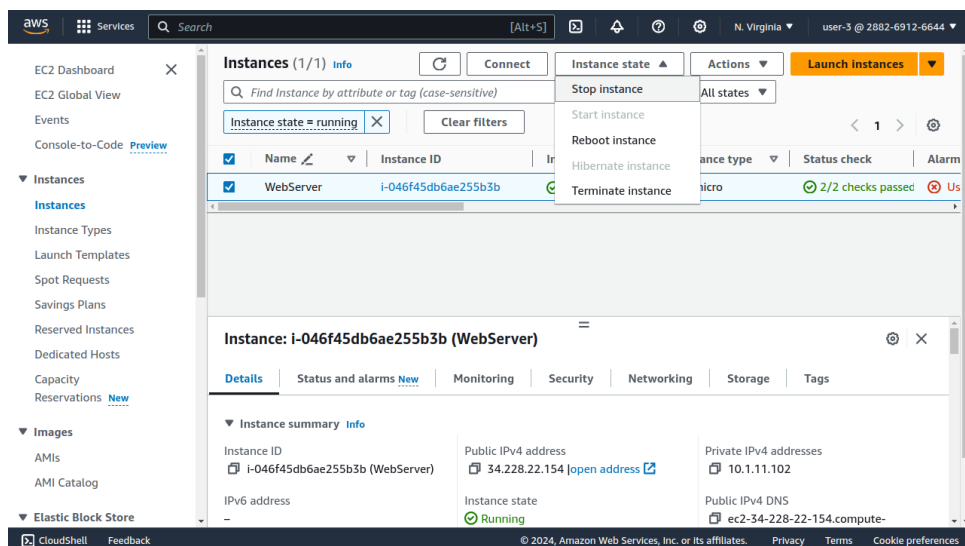 aws Services Search [Alt+S] N. Virginia user-3 @ 2882-6912-6644
EC2 Dashboard
EC2 Global View
Events
Console-to-Code Preview
Instances
Instances
Instance Types
Launch Templates
Spot Requests
Savings Plans
Reserved Instances
Dedicated Hosts
Capacity
Reservations New
Images
AMIs
AMI Catalog
Elastic Block Store
Instances (1/1) Info Connect Instance state Actions Launch instances
Find Instance by attribute or tag (case-sensitive) All states
Instance state = running Clear filters 1
Stop instance
Start instance
Reboot instance
Hibernate instance
Terminate instance
Name Instance ID In ance type Status check Alarm
WebServer i-046f45db6ae255b3b micro 2/2 checks passed Us
Instance: i-046f45db6ae255b3b (WebServer)
Details Status and alarms New Monitoring Security Networking Storage Tags
Instance summary Info
Instance ID Public IPv4 address Private IPv4 addresses
i-046f45db6ae255b3b (WebServer) 34.228.22.154 |open address 10.1.11.102
IPv6 address Instance state Public IPv4 DNS
– Running ec2-34-228-22-154.compute-
CloudShell Feedback © 2024, Amazon Web Services, Inc. or its affiliates. Privacy Terms Cookie preferences